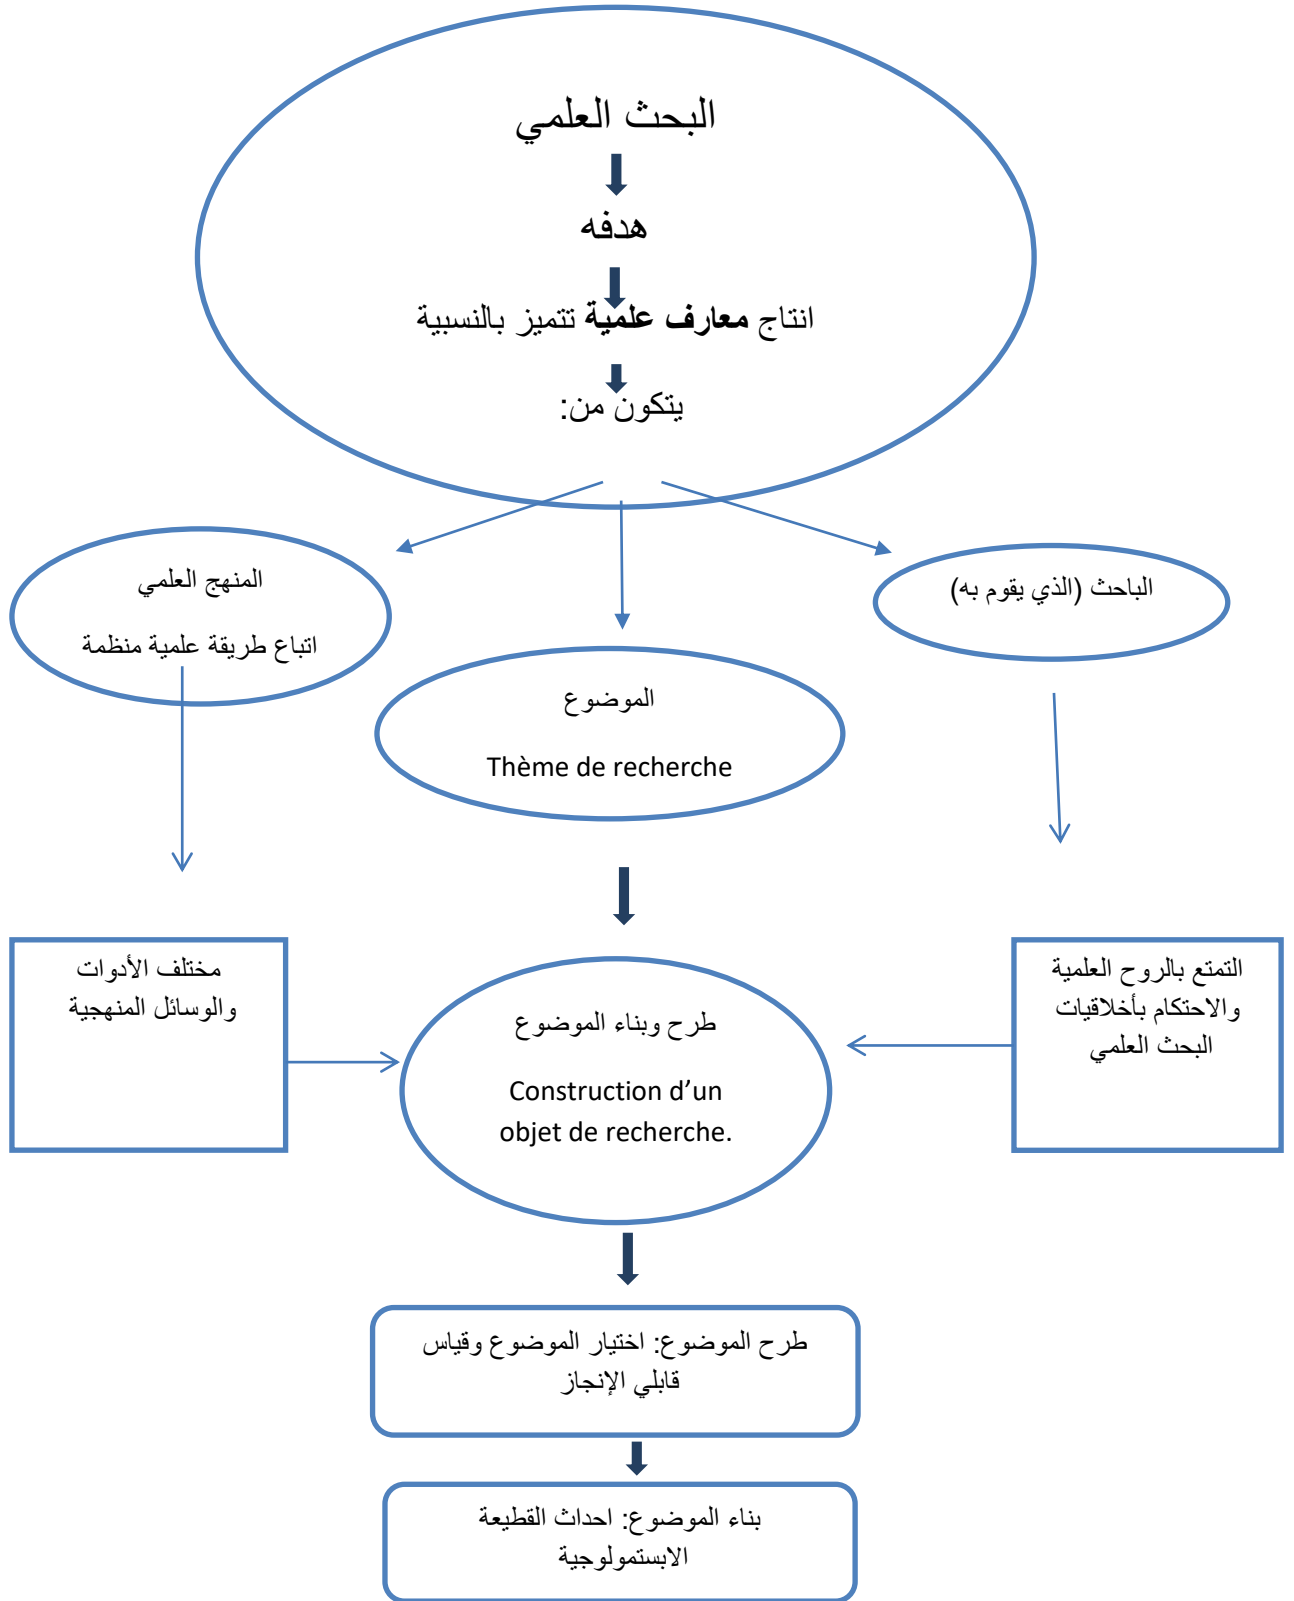 البحث العلمي
هدفه
انتاج معارف علمية تتميز بالنسبية
يتكون من:
الباحث (الذي يقوم به)
المنهج العلمي
اتباع طريقة علمية منظمة
الموضوع
Thème de recherche
التمتع بالروح العلمية
والاحتكام بأخلاقيات
البحث العلمي
مختلف الأدوات
والوسائل المنهجية
طرح وبناء الموضوع
Construction d’un
objet de recherche.
طرح الموضوع: اختيار الموضوع وقياس
قابلي الإنجاز
بناء الموضوع: احداث القطيعة
الابستمولوجية